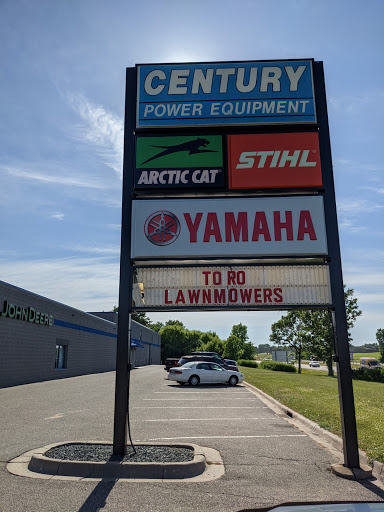 CENTURY
POWER EQUIPMENT
ARCTIC CAT
STIHL
YAMAHA
TO RO
LAWNMOWERS
JOHN DEERE